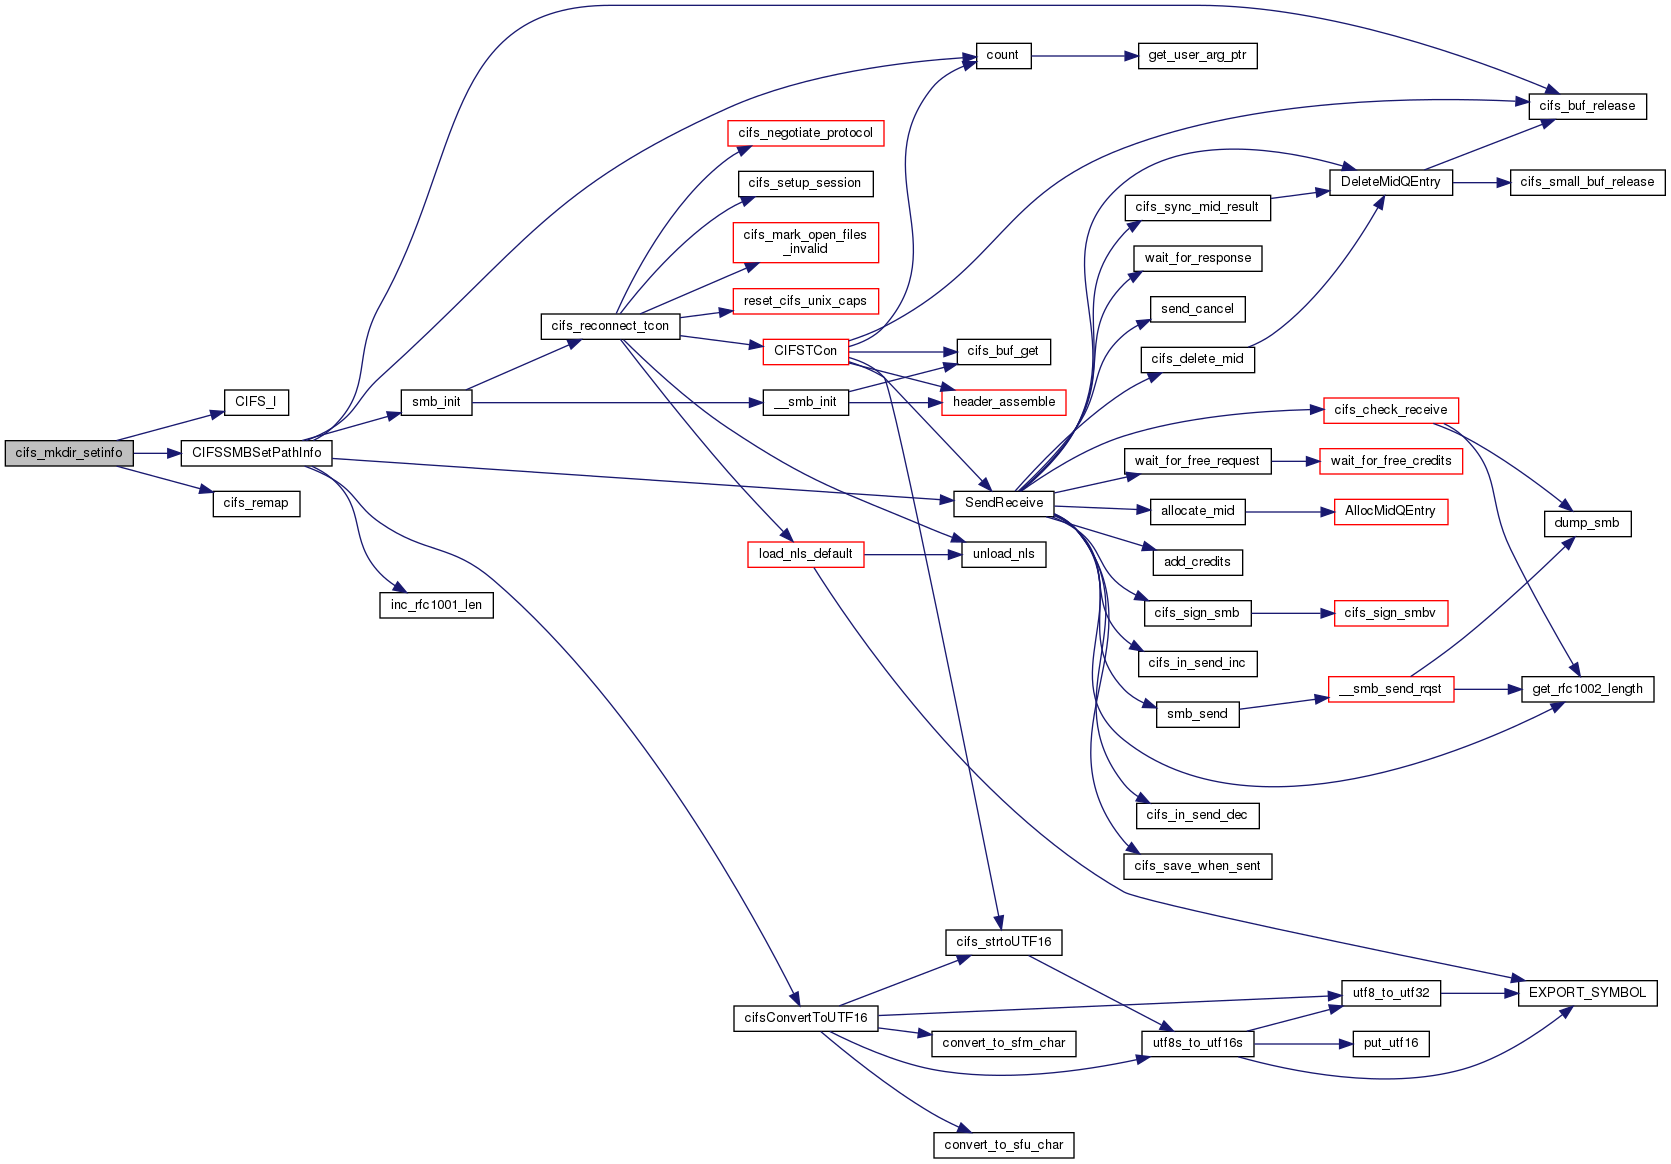 count
get_user_arg_ptr
cifs_buf_release
cifs_negotiate_protocol
cifs_setup_session
DeleteMidQEntry
cifs_small_buf_release
cifs_sync_mid_result
cifs_mark_open_files
_invalid
wait_for_response
reset_cifs_unix_caps
send_cancel
cifs_reconnect_tcon
CIFSTCon
cifs_buf_get
cifs_delete_mid
CIFS_I
smb_init
__smb_init
header_assemble
cifs_check_receive
cifs_mkdir_setinfo
CIFSSMBSetPathInfo
wait_for_free_request
wait_for_free_credits
cifs_remap
SendReceive
allocate_mid
AllocMidQEntry
dump_smb
load_nls_default
unload_nls
add_credits
inc_rfc1001_len
cifs_sign_smb
cifs_sign_smbv
cifs_in_send_inc
__smb_send_rqst
get_rfc1002_length
smb_send
cifs_in_send_dec
cifs_save_when_sent
cifs_strtoUTF16
utf8_to_utf32
EXPORT_SYMBOL
cifsConvertToUTF16
convert_to_sfm_char
utf8s_to_utf16s
put_utf16
convert_to_sfu_char